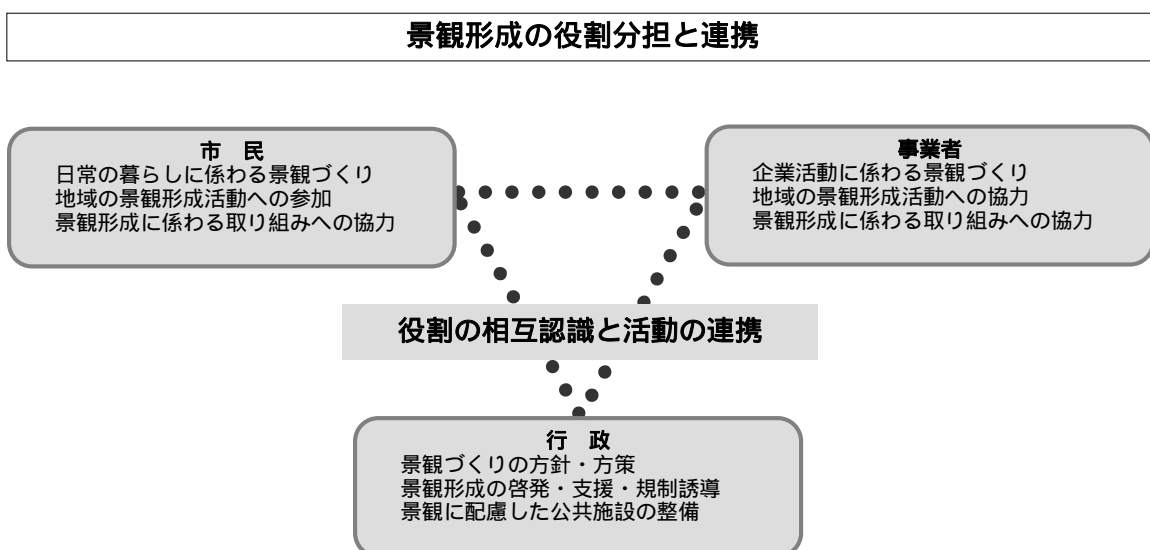 景観形成の役割分担と連携
市　民
日常の暮らしに係わる景観づくり
地域の景観形成活動への参加
景観形成に係わる取り組みへの協力
事業者
企業活動に係わる景観づくり
地域の景観形成活動への協力
景観形成に係わる取り組みへの協力
役割の相互認識と活動の連携
行　政
景観づくりの方針・方策
景観形成の啓発・支援・規制誘導
景観に配慮した公共施設の整備